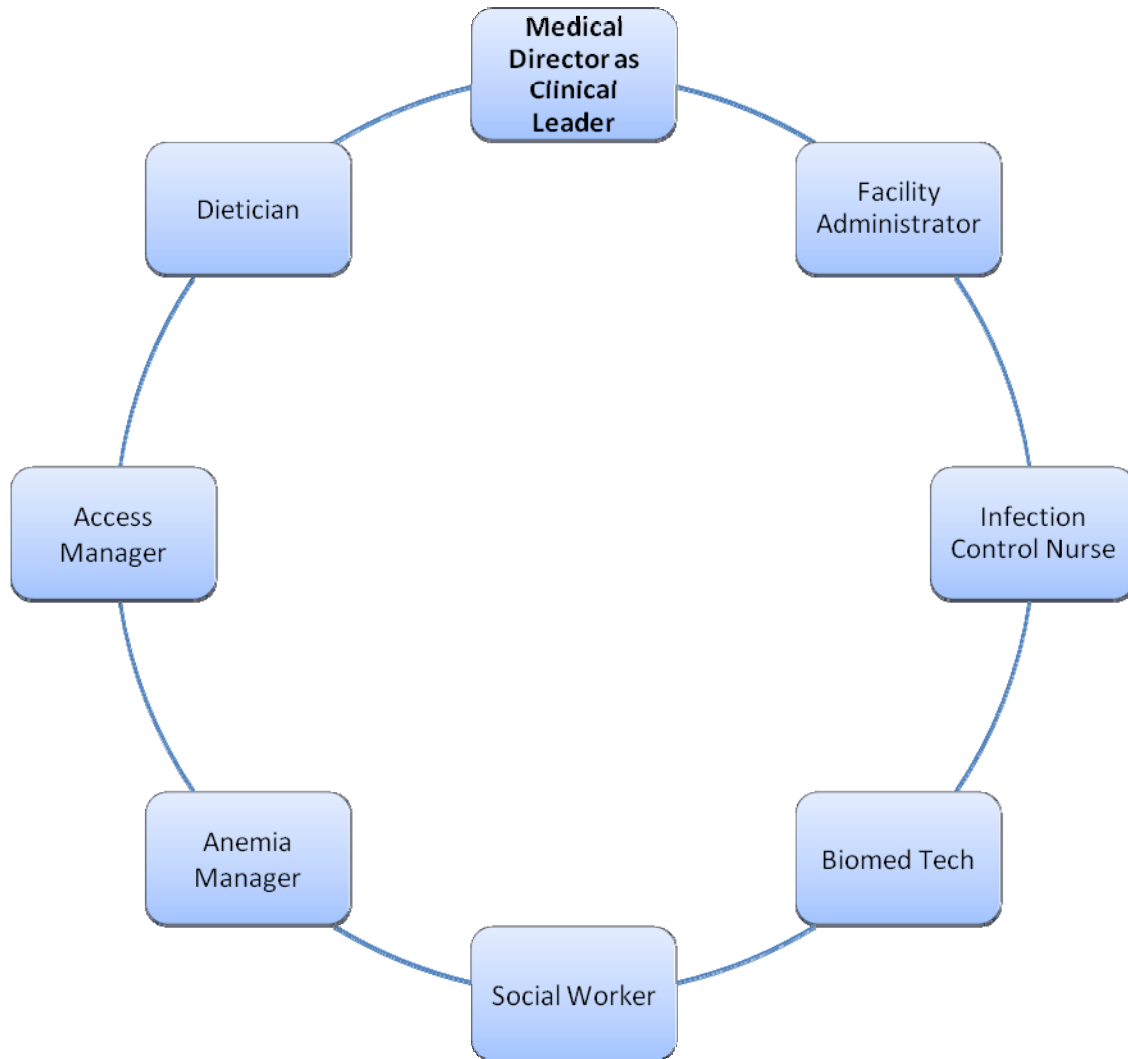 Medical
Director as
Clinical
Leader
Facility
Administrator
Infection
Control Nurse
Biomed Tech
Social Worker
Anemia
Manager
Access
Manager
Dietician